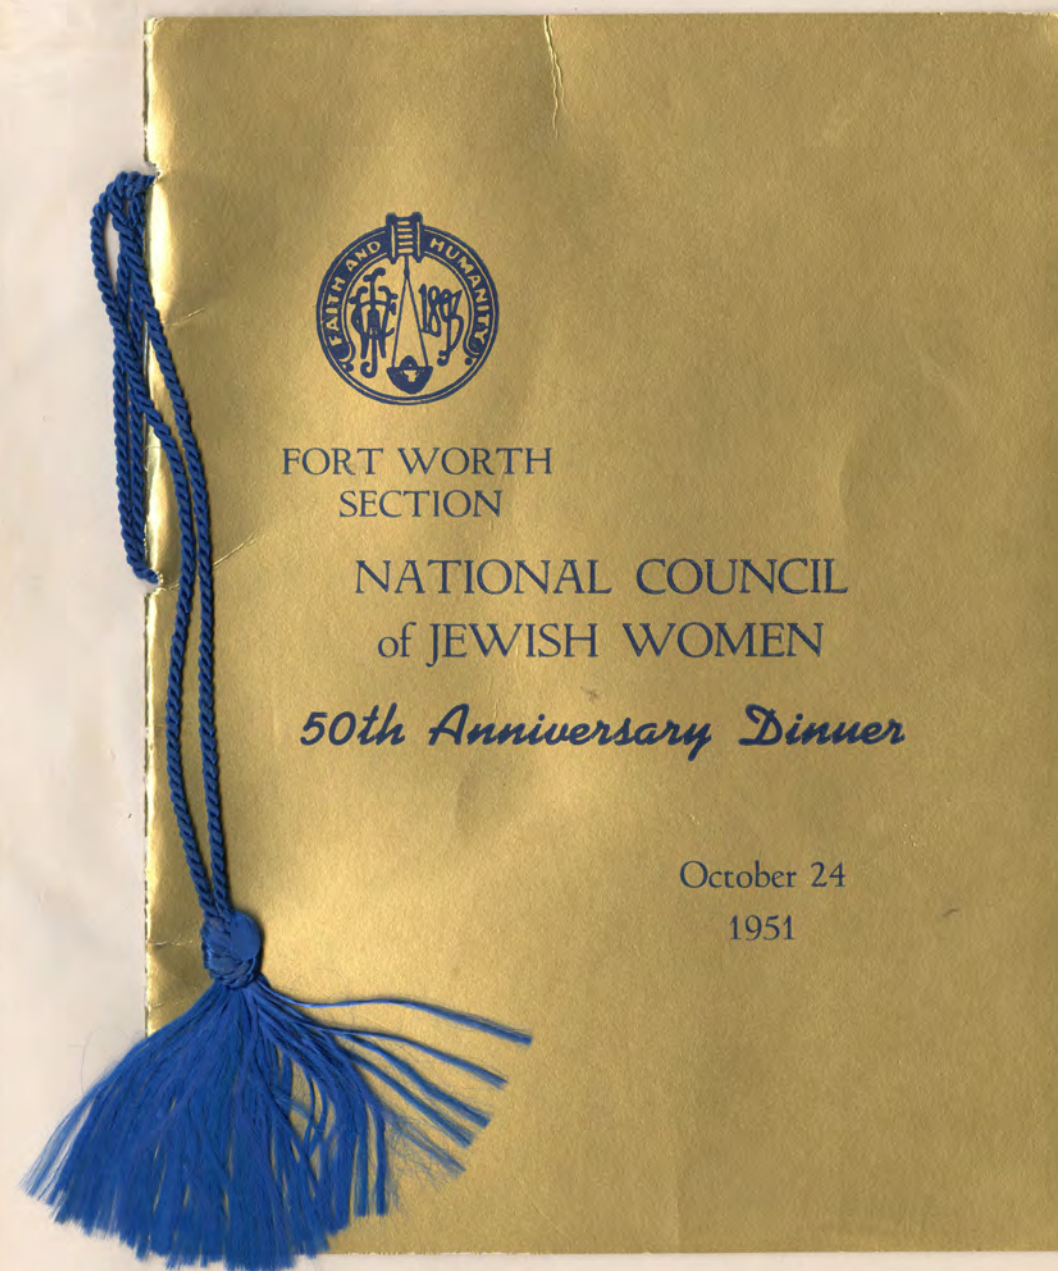 FAITH AND HUMANITY
1893
FORT WORTH
SECTION
NATIONAL COUNCIL
of JEWISH WOMEN
50th Anniversary Dinner
October 24
1951